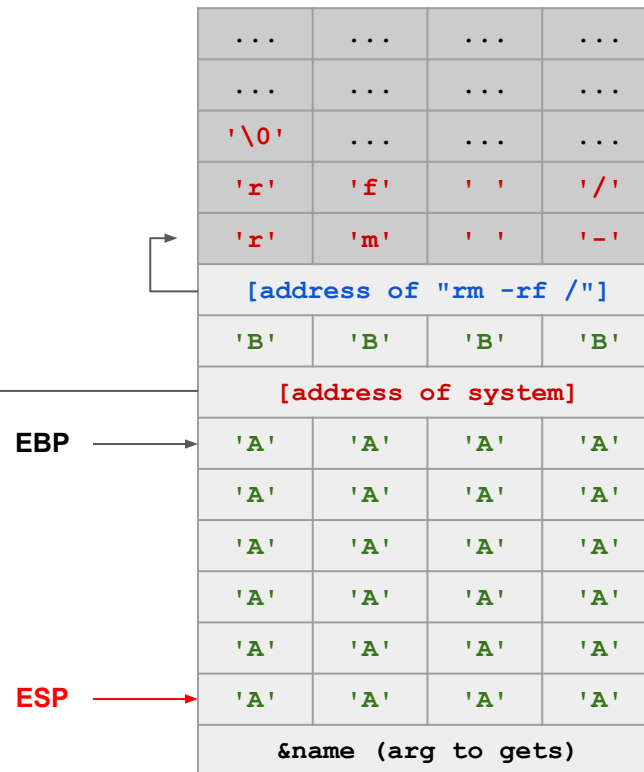 ... ... ... ...
... ... ... ...
'\0' ... ... ...
'r' 'f' ' ' '/'
'r' 'm' ' ' '-'
[address of "rm -rf /"]
'B' 'B' 'B' 'B'
[address of system]
EBP 'A' 'A' 'A' 'A'
'A' 'A' 'A' 'A'
'A' 'A' 'A' 'A'
'A' 'A' 'A' 'A'
'A' 'A' 'A' 'A'
ESP 'A' 'A' 'A' 'A'
&name (arg to gets)